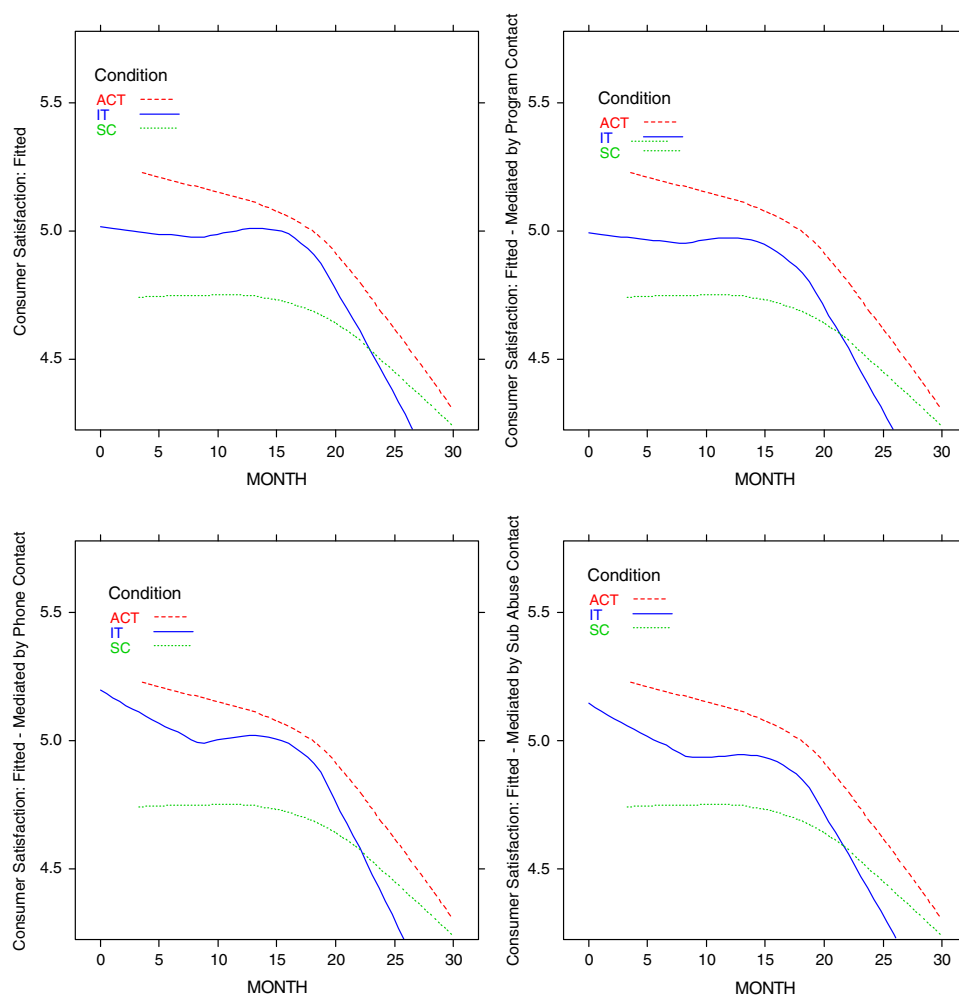 Consumer Satisfaction: Fitted
Condition
ACT
IT
SC
5.5
5.0
4.5
0 5 10 15 20 25 30
MONTH
Consumer Satisfaction: Fitted - Mediated by Program Contact
Condition
ACT
IT
SC
5.5
5.0
4.5
0 5 10 15 20 25 30
MONTH
Consumer Satisfaction: Fitted - Mediated by Phone Contact
Condition
ACT
IT
SC
5.5
5.0
4.5
0 5 10 15 20 25 30
MONTH
Consumer Satisfaction: Fitted - Mediated by Sub Abuse Contact
Condition
ACT
IT
SC
5.5
5.0
4.5
0 5 10 15 20 25 30
MONTH